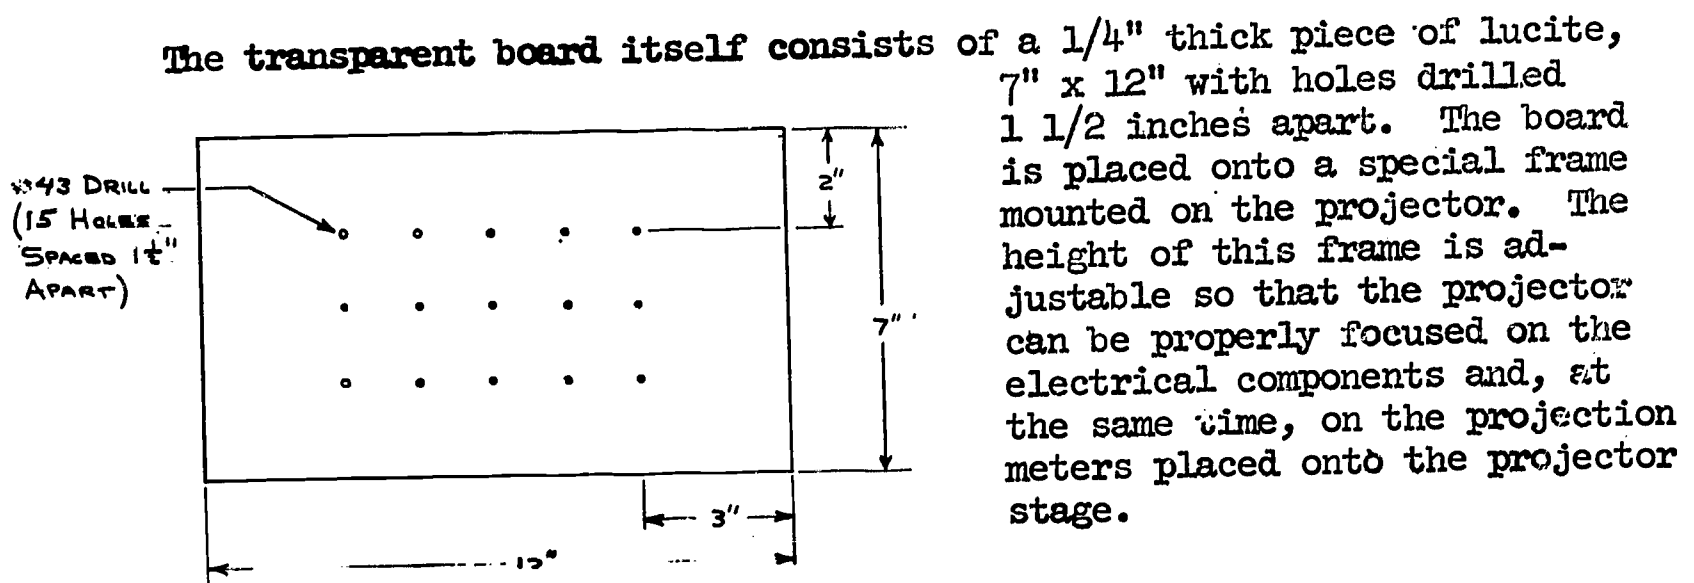 The transparent board itself consists of a 1/4" thick piece of lucite,
7" x 12" with holes drilled
1 1/2 inches apart. The board
is placed onto a special frame
mounted on the projector. The
height of this frame is ad-
justable so that the projector
can be properly focused on the
electrical components and, at
the same time, on the projection
meters placed onto the projector
stage.
#43 DRILL
(15 HOLES
SPACED 1 1/2"
APART)
2"
7"
3"
12"